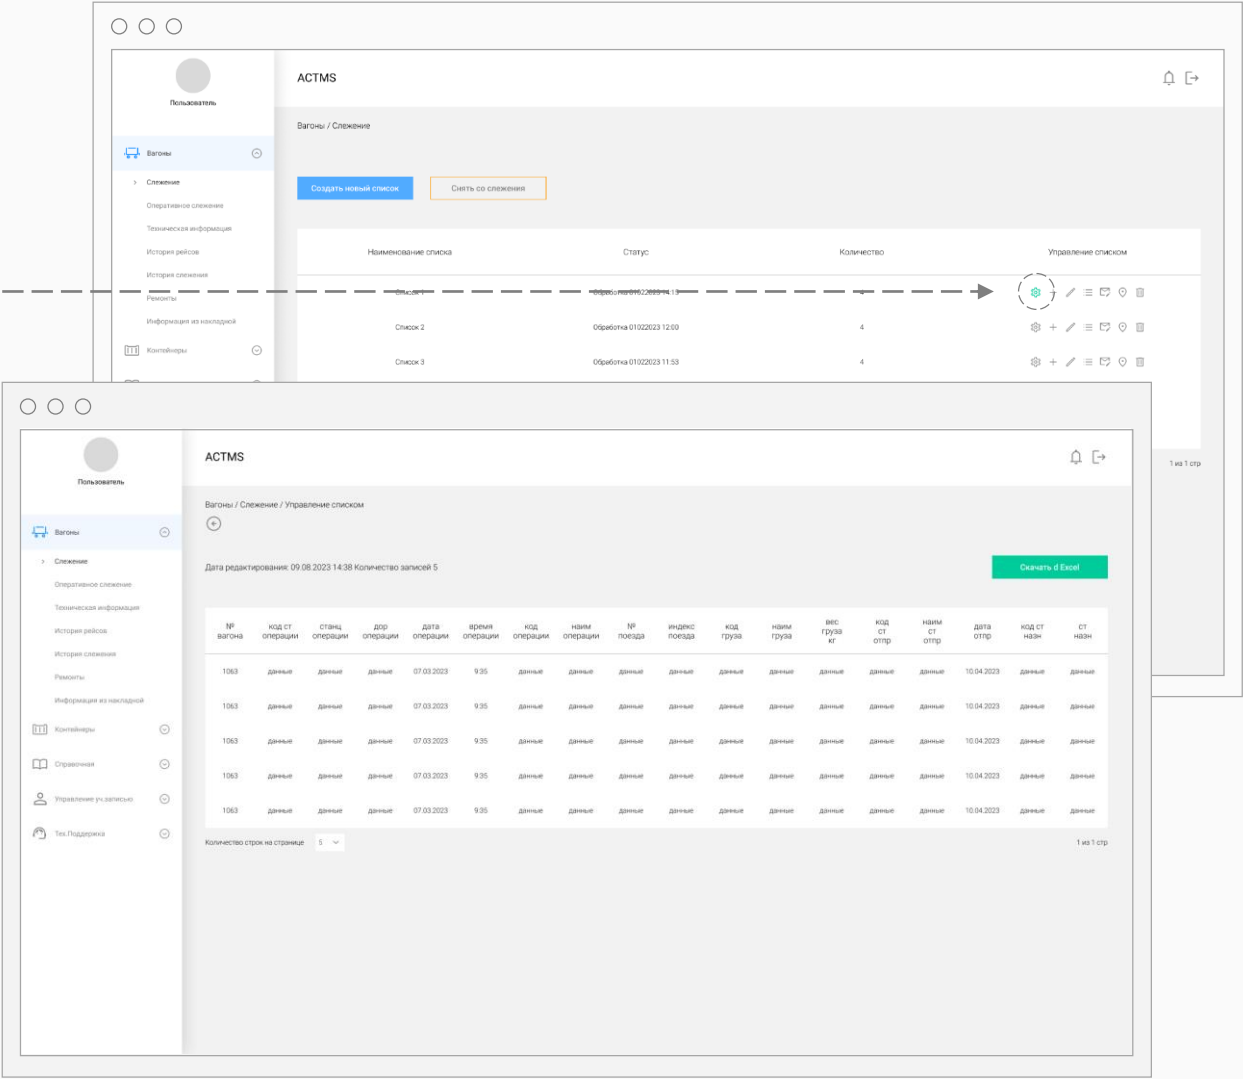 ACTMS
Пользователь
Вагоны / Слежение
Вагоны
Слежение
Оперативное слежение
Техническая информация
История рейсов
История слежения
Ремонты
Информация из накладной
Контейнеры
Создать новый список
Снять со слежения
Наименование списка Статус Количество Управление списком
Список 1 Обработка 01022023 14:15 4
Список 2 Обработка 01022023 12:00 4
Список 3 Обработка 01022023 11:53 4
1 из 1 стр
ACTMS
Пользователь
Вагоны / Слежение / Управление списком
Вагоны
Слежение
Оперативное слежение
Техническая информация
История рейсов
История слежения
Ремонты
Информация из накладной
Контейнеры
Справочная
Управление уч.записью
Тех.Поддержка
Дата редактирования: 09.08.2023 14:38 Количество записей 5
Скачать d Excel
№ вагона код ст операции станц операции дор операции дата операции время операции код операции наим операции № поезда индекс поезда код груза наим груза вес груза кг код ст отпр наим ст отпр дата отпр код ст назн ст назн
1063 данные данные данные 07.03.2023 9:35 данные данные данные данные данные данные данные данные данные 10.04.2023 данные данные
1063 данные данные данные 07.03.2023 9:35 данные данные данные данные данные данные данные данные данные 10.04.2023 данные данные
1063 данные данные данные 07.03.2023 9:35 данные данные данные данные данные данные данные данные данные 10.04.2023 данные данные
1063 данные данные данные 07.03.2023 9:35 данные данные данные данные данные данные данные данные данные 10.04.2023 данные данные
1063 данные данные данные 07.03.2023 9:35 данные данные данные данные данные данные данные данные данные 10.04.2023 данные данные
Количество строк на странице 5
1 из 1 стр